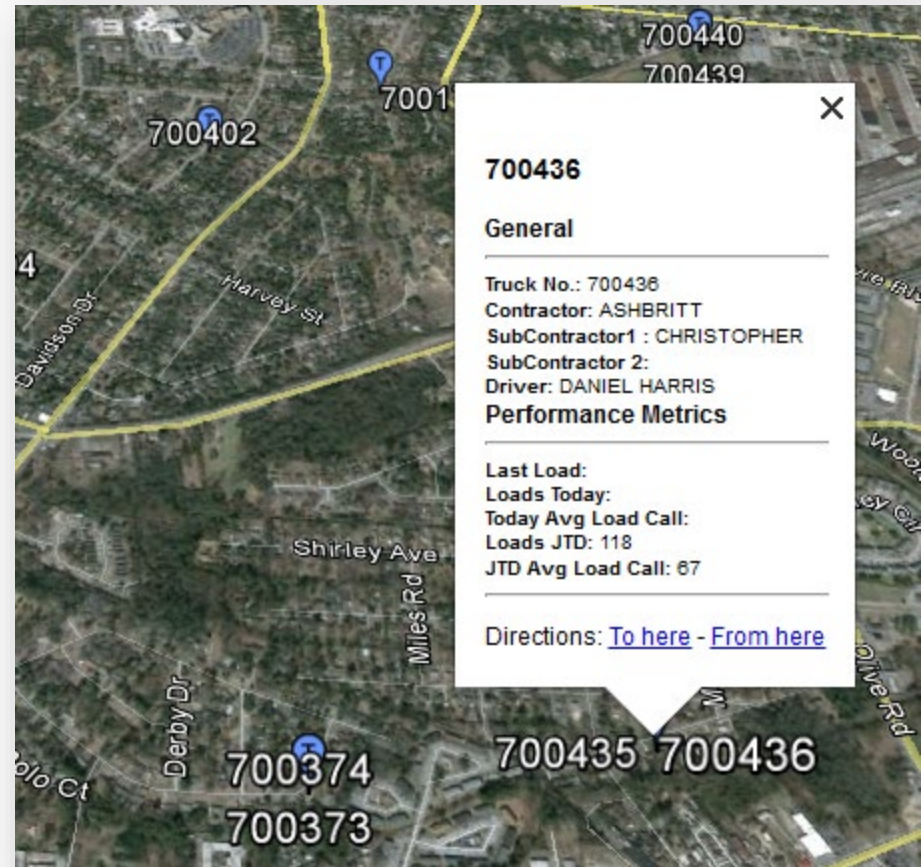 700440
700439
7001
700402
4
Davidson Dr
Harvey St
700436
General
Truck No.: 700436
Contractor: ASHBRITT
SubContractor1 : CHRISTOPHER
SubContractor 2:
Driver: DANIEL HARRIS
Performance Metrics
Last Load:
Loads Today:
Today Avg Load Call:
Loads JTD: 118
JTD Avg Load Call: 67
Directions: To here - From here
Shirley Ave
Miles Rd
Derby Dr
olo Ct
Olive Rd
W
700435 700436
700374
700373